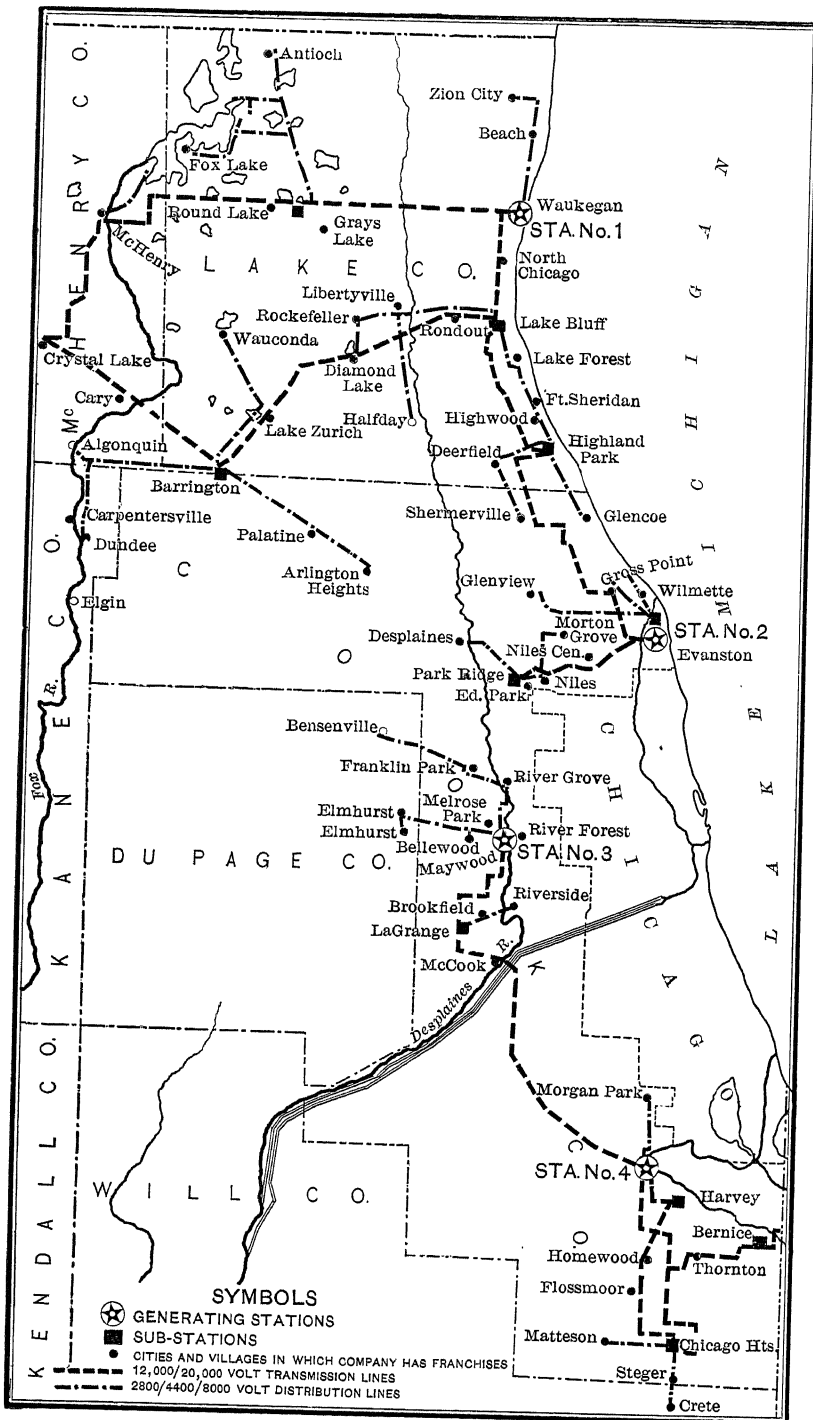 Antioch
Zion City
Beach
Fox Lake
Waukegan
STA. No. 1
Round Lake
Grays
Lake
McHenry
North
Chicago
LAKE CO.
Libertyville
Rockefeller
Rondout
Lake Bluff
Wauconda
Crystal Lake
Diamond
Lake
Lake Forest
Cary
Ft. Sheridan
Halfday
Highwood
Lake Zurich
Highland
Park
Algonquin
Deerfield
Barrington
Carpentersville
Shermerville
Glencoe
Dundee
Palatine
Arlington
Heights
Elgin
Glenview
Gross Point
Wilmette
Morton
Grove
STA. No. 2
Desplaines
Niles Cen.
Evanston
Park Ridge
Niles
Ed. Park
Bensenville
Franklin Park
River Grove
Melrose
Park
Elmhurst
Elmhurst
River Forest
Bellewood
STA. No. 3
Maywood
DU PAGE CO.
Brookfield
Riverside
LaGrange
McCook
Desplaines R.
Fox R.
McHENRY CO.
KANE CO.
KENDALL CO.
COOK CO.
CHICAGO
LAKE MICHIGAN
Morgan Park
STA. No. 4
WILL CO.
Harvey
Bernice
Homewood
Thornton
Flossmoor
Matteson
Chicago Hts.
Steger
Crete
SYMBOLS
GENERATING STATIONS
SUB-STATIONS
CITIES AND VILLAGES IN WHICH COMPANY HAS FRANCHISES
12,000/20,000 VOLT TRANSMISSION LINES
2800/4400/8000 VOLT DISTRIBUTION LINES